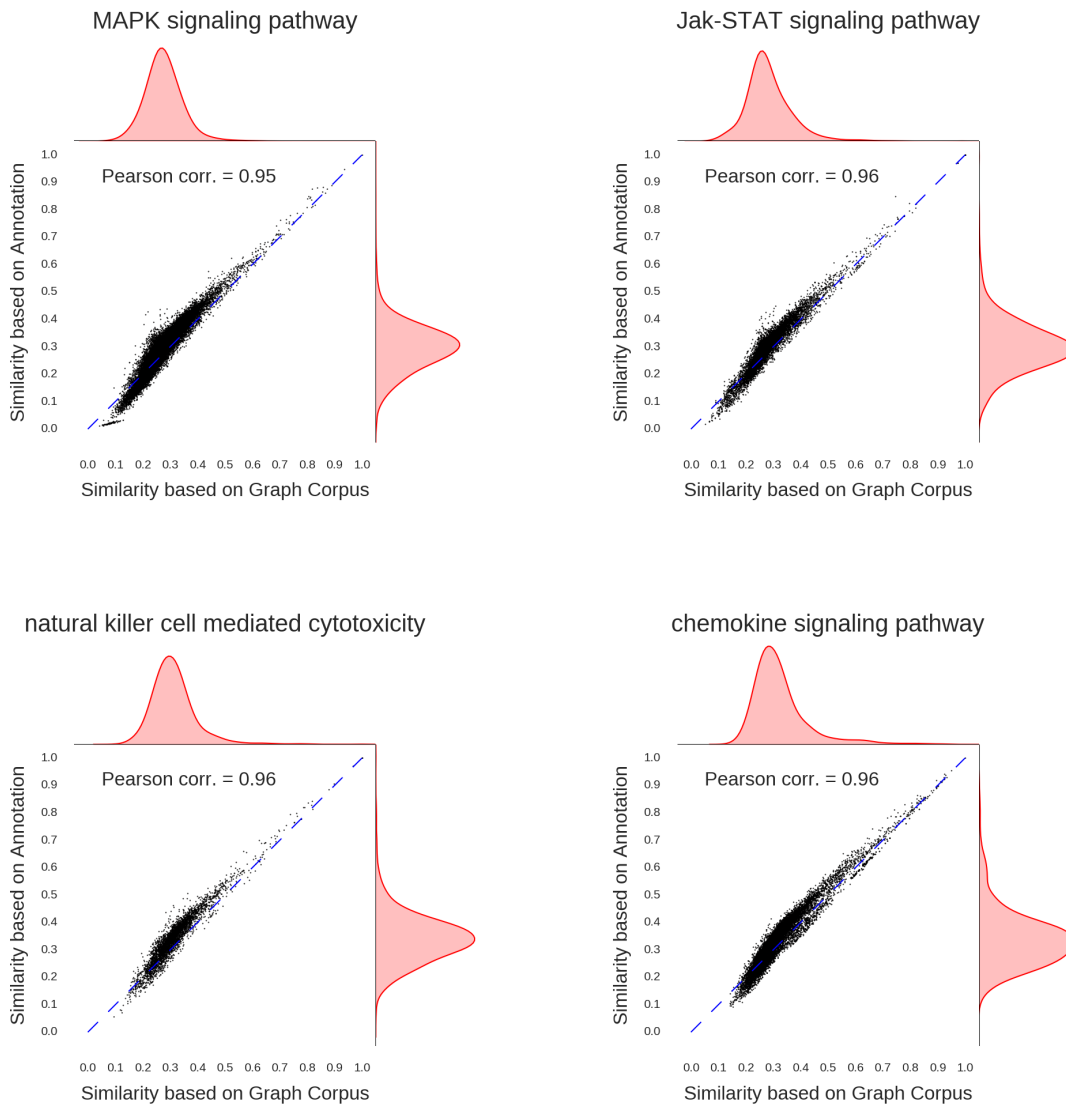 MAPK signaling pathway
Pearson corr. = 0.95
Similarity based on Annotation
1.0
0.9
0.8
0.7
0.6
0.5
0.4
0.3
0.2
0.1
0.0
0.0 0.1 0.2 0.3 0.4 0.5 0.6 0.7 0.8 0.9 1.0
Similarity based on Graph Corpus
Jak-STAT signaling pathway
Pearson corr. = 0.96
Similarity based on Annotation
1.0
0.9
0.8
0.7
0.6
0.5
0.4
0.3
0.2
0.1
0.0
0.0 0.1 0.2 0.3 0.4 0.5 0.6 0.7 0.8 0.9 1.0
Similarity based on Graph Corpus
natural killer cell mediated cytotoxicity
Pearson corr. = 0.96
Similarity based on Annotation
1.0
0.9
0.8
0.7
0.6
0.5
0.4
0.3
0.2
0.1
0.0
0.0 0.1 0.2 0.3 0.4 0.5 0.6 0.7 0.8 0.9 1.0
Similarity based on Graph Corpus
chemokine signaling pathway
Pearson corr. = 0.96
Similarity based on Annotation
1.0
0.9
0.8
0.7
0.6
0.5
0.4
0.3
0.2
0.1
0.0
0.0 0.1 0.2 0.3 0.4 0.5 0.6 0.7 0.8 0.9 1.0
Similarity based on Graph Corpus